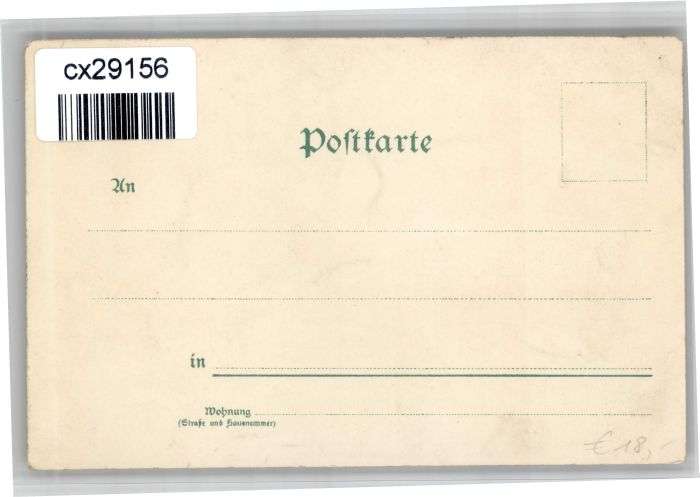 cx29156
Poſtkarte
An
in
Wohnung
(Straße und Hausnummer)
€ 18,-